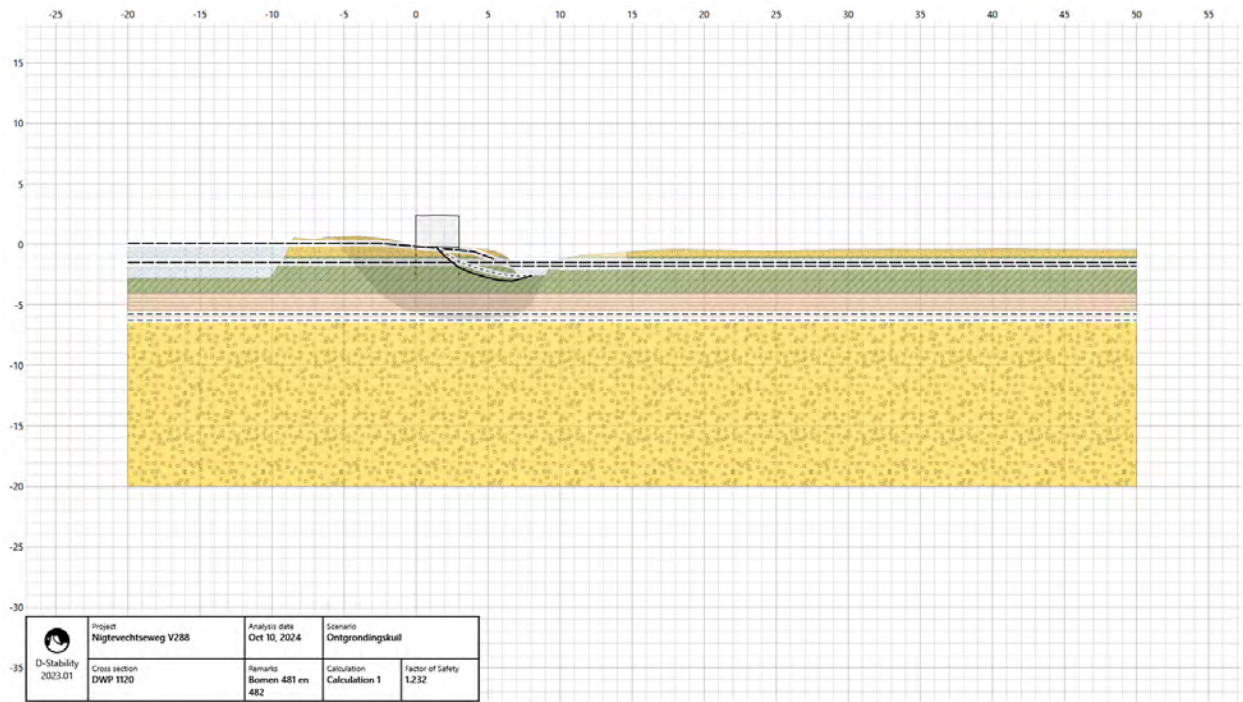 -25 -20 -15 -10 -5 0 5 10 15 20 25 30 35 40 45 50 55
15
10
5
0
-5
-10
-15
-20
-25
-30
-35
D-Stability
2023.01
Project
Nigtevechtseweg V288
Analysis date
Oct 10, 2024
Scenario
Ontgrondingskuil
Cross section
DWP 1120
Remarks
Bomen 481 en
482
Calculation
Calculation 1
Factor of Safety
1.232